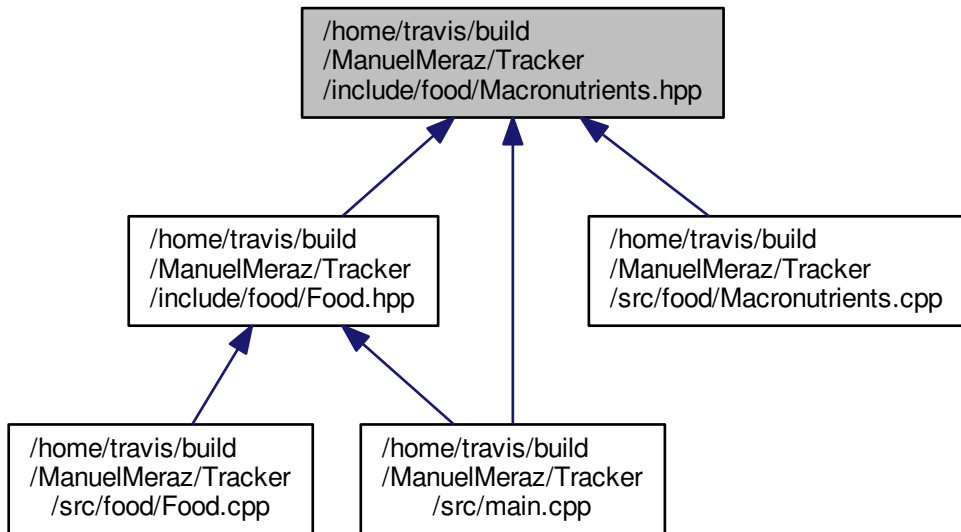 /home/travis/build
/ManuelMeraz/Tracker
/include/food/Macronutrients.hpp
/home/travis/build
/ManuelMeraz/Tracker
/include/food/Food.hpp
/home/travis/build
/ManuelMeraz/Tracker
/src/food/Macronutrients.cpp
/home/travis/build
/ManuelMeraz/Tracker
/src/food/Food.cpp
/home/travis/build
/ManuelMeraz/Tracker
/src/main.cpp